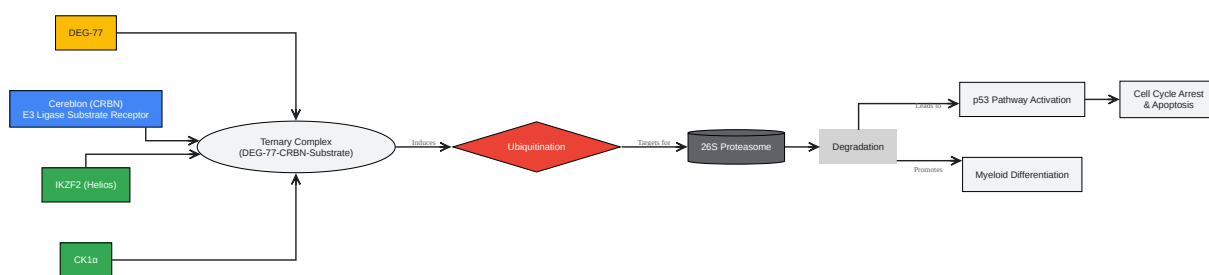 DEG-77
Cereblon (CRBN)
E3 Ligase Substrate Receptor
IKZF2 (Helios)
CK1α
Ternary Complex
(DEG-77-CRBN-Substrate)
Induces
Ubiquitination
Targets for
26S Proteasome
Degradation
Leads to
p53 Pathway Activation
Cell Cycle Arrest
& Apoptosis
Promotes
Myeloid Differentiation